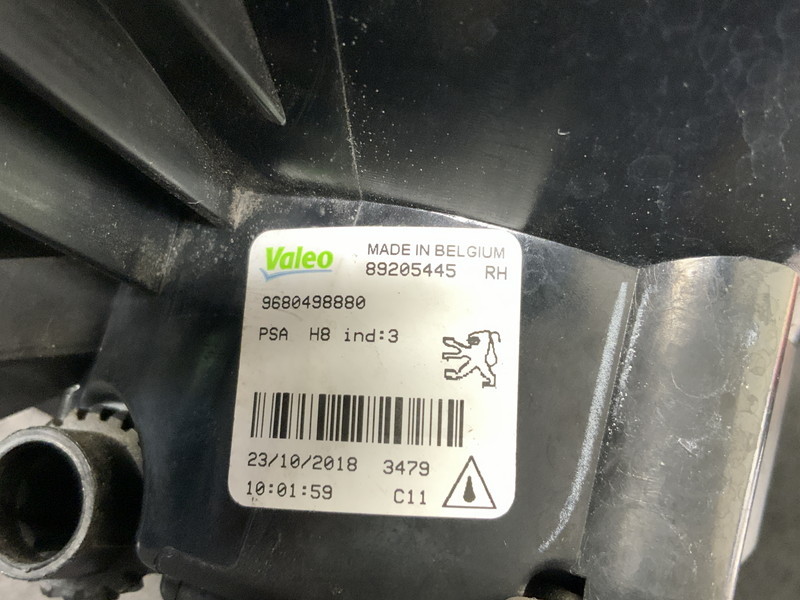 Valeo
MADE IN BELGIUM
89205445 RH
9680498880
PSA H8 ind:3
23/10/2018 3479
10:01:59 C11